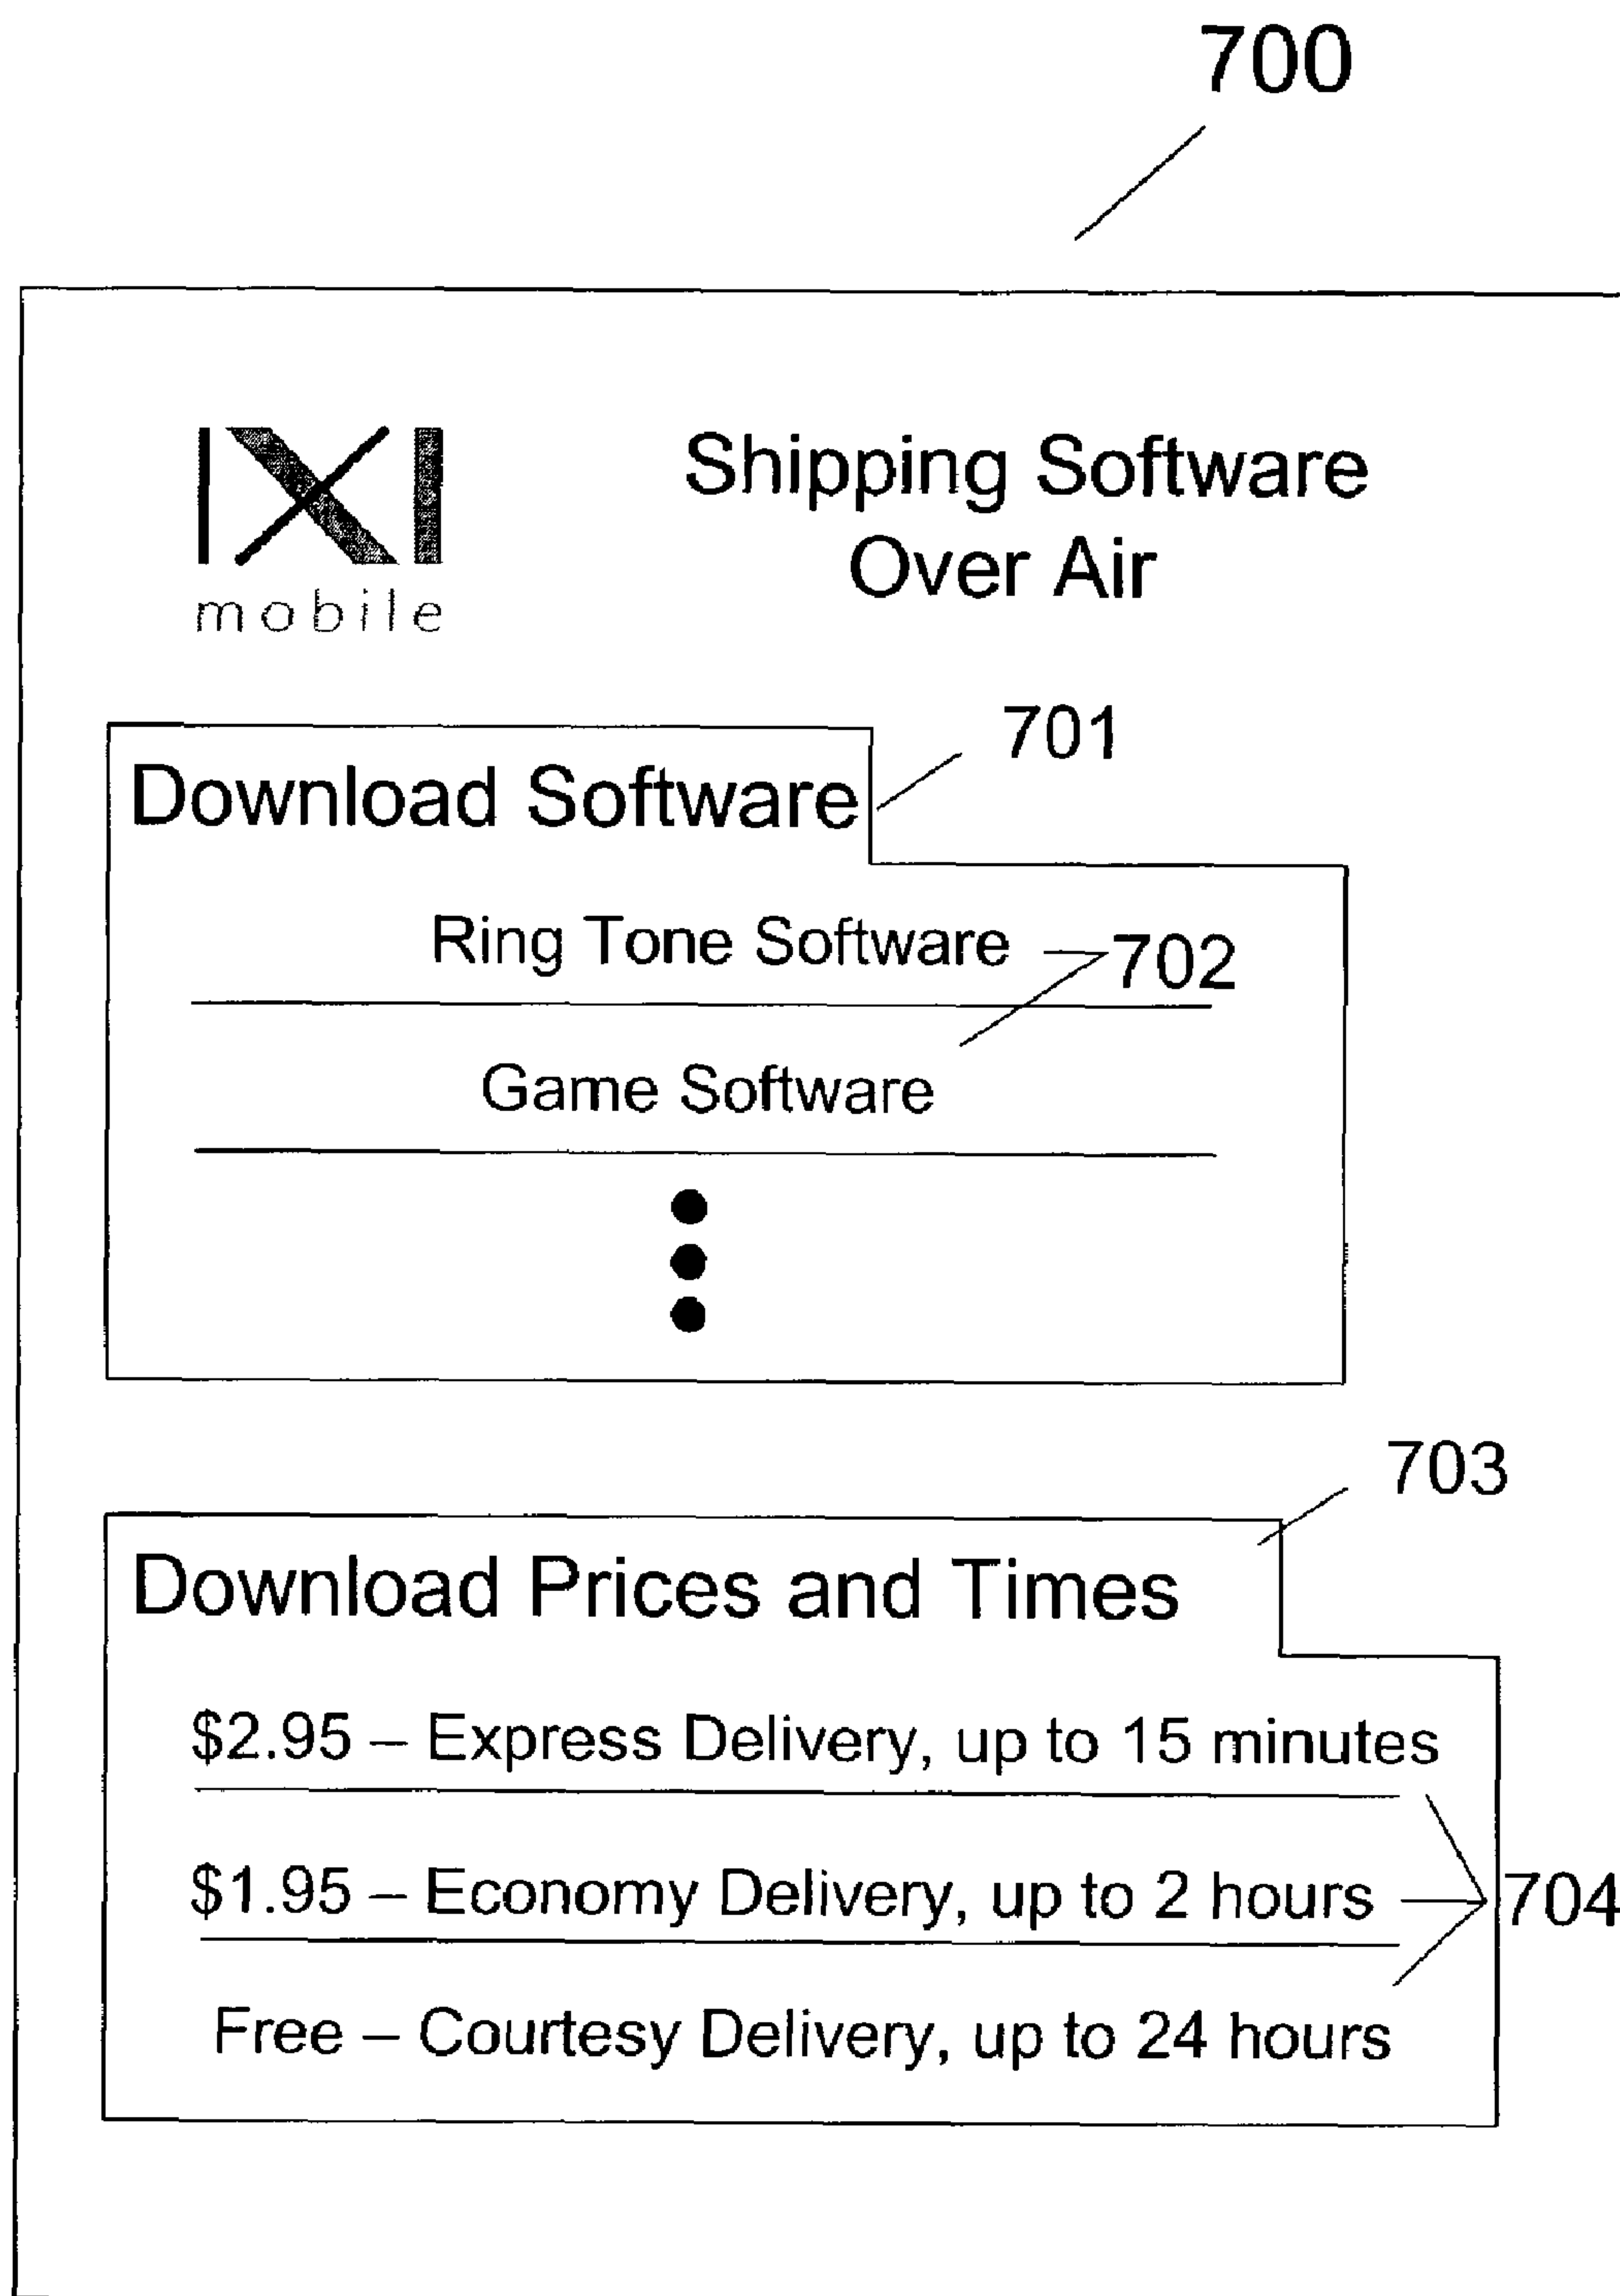 700
IXI
mobile
Shipping Software
Over Air
701
Download Software
Ring Tone Software
702
Game Software
703
Download Prices and Times
$2.95 – Express Delivery, up to 15 minutes
$1.95 – Economy Delivery, up to 2 hours
704
Free – Courtesy Delivery, up to 24 hours